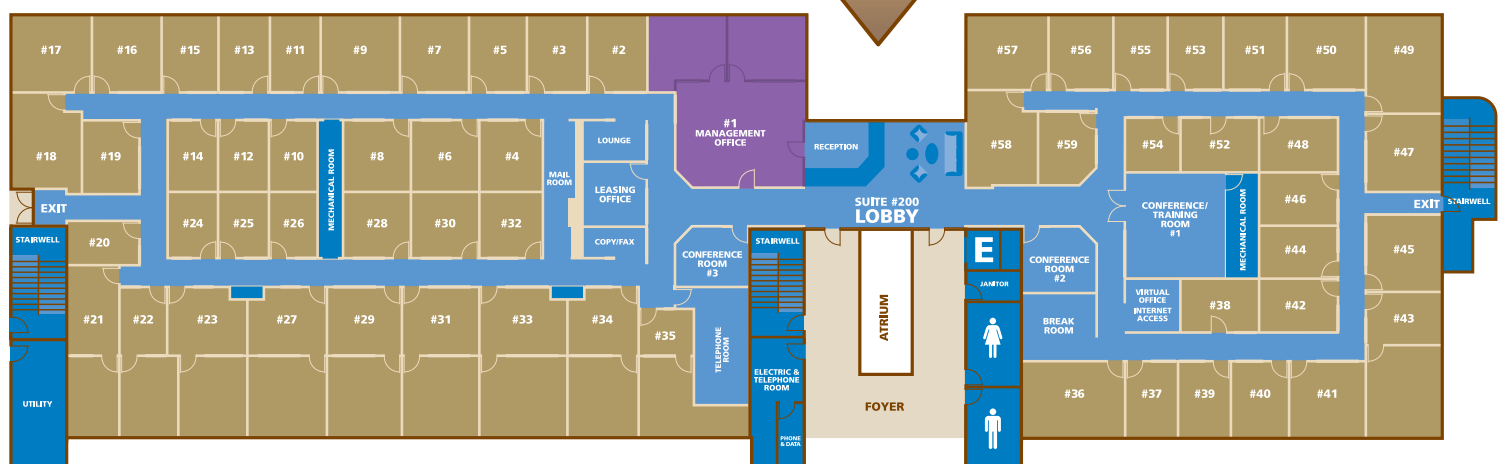 #17
#16
#15
#13
#11
#9
#7
#5
#3
#2
#57
#56
#55
#53
#51
#50
#49
#1
MANAGEMENT
OFFICE
LOUNGE
RECEPTION
#18
#19
#14
#12
#10
MECHANICAL ROOM
#8
#6
#4
MAIL
ROOM
LEASING
OFFICE
#58
#59
#54
#52
#48
#47
EXIT
#24
#25
#26
#28
#30
#32
COPY/FAX
SUITE #200
LOBBY
CONFERENCE/
TRAINING
ROOM
#1
MECHANICAL ROOM
#46
EXIT
STAIRWELL
STAIRWELL
#20
CONFERENCE
ROOM
#3
STAIRWELL
E
JANITOR
CONFERENCE
ROOM
#2
#44
#45
#21
#22
#23
#27
#29
#31
#33
#34
#35
TELEPHONE
ROOM
ATRIUM
BREAK
ROOM
VIRTUAL
OFFICE
INTERNET
ACCESS
#38
#42
#43
UTILITY
ELECTRIC &
TELEPHONE
ROOM
PHONE
& DATA
FOYER
#36
#37
#39
#40
#41